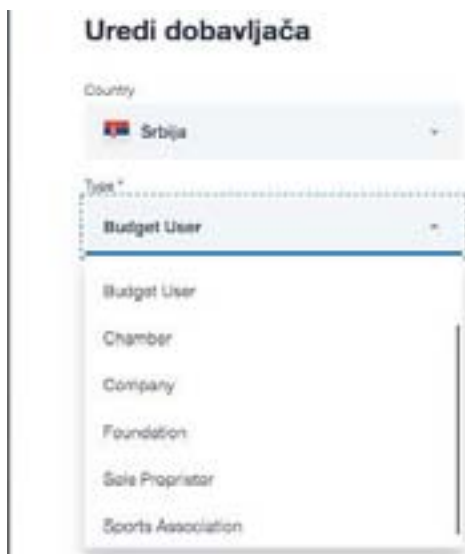 Uredi dobavljača
Country
Srbija
Type *
Budget User
Budget User
Chamber
Company
Foundation
Sole Proprietor
Sports Association